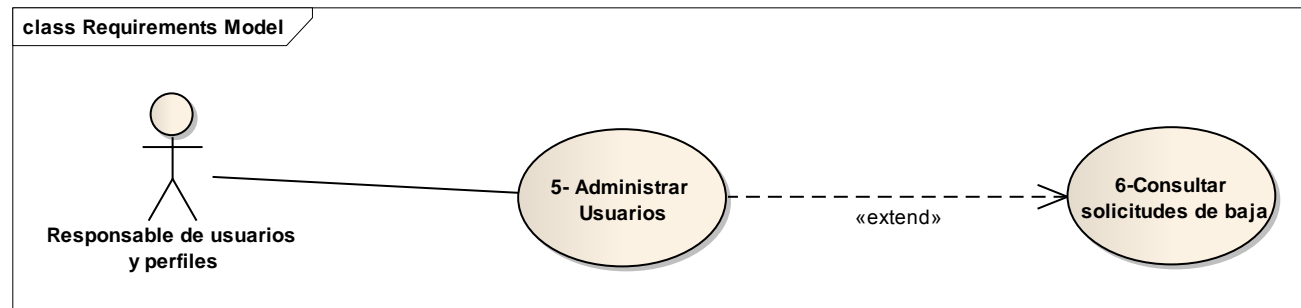 class Requirements Model
Responsable de usuarios
y perfiles
5- Administrar
Usuarios
«extend»
6-Consultar
solicitudes de baja